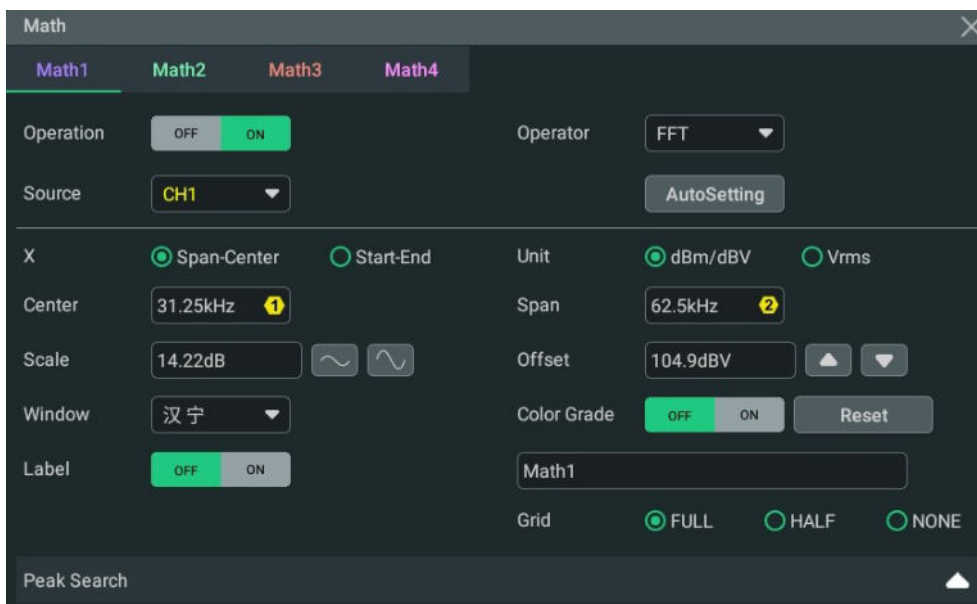 Math
Math1 Math2 Math3 Math4
Operation OFF ON Operator FFT
Source CH1 AutoSetting
X Span-Center Start-End Unit dBm/dBV Vrms
Center 31.25kHz 1 Span 62.5kHz 2
Scale 14.22dB Offset 104.9dBV
Window 汉宁 Color Grade OFF ON Reset
Label OFF ON Math1
Grid FULL HALF NONE
Peak Search